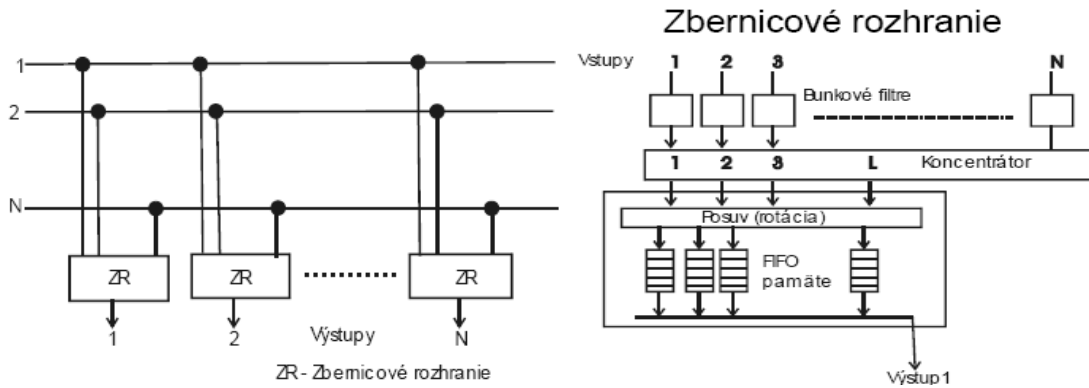 1
2
N
ZR ZR ZR
1 2 Výstupy N
ZR - Zbernicové rozhranie
Zbernicové rozhranie
Vstupy 1 2 3 N
Bunkové filtre
1 2 3 L Koncentrátor
Posuv (rotácia)
FIFO
pamäte
Výstup 1